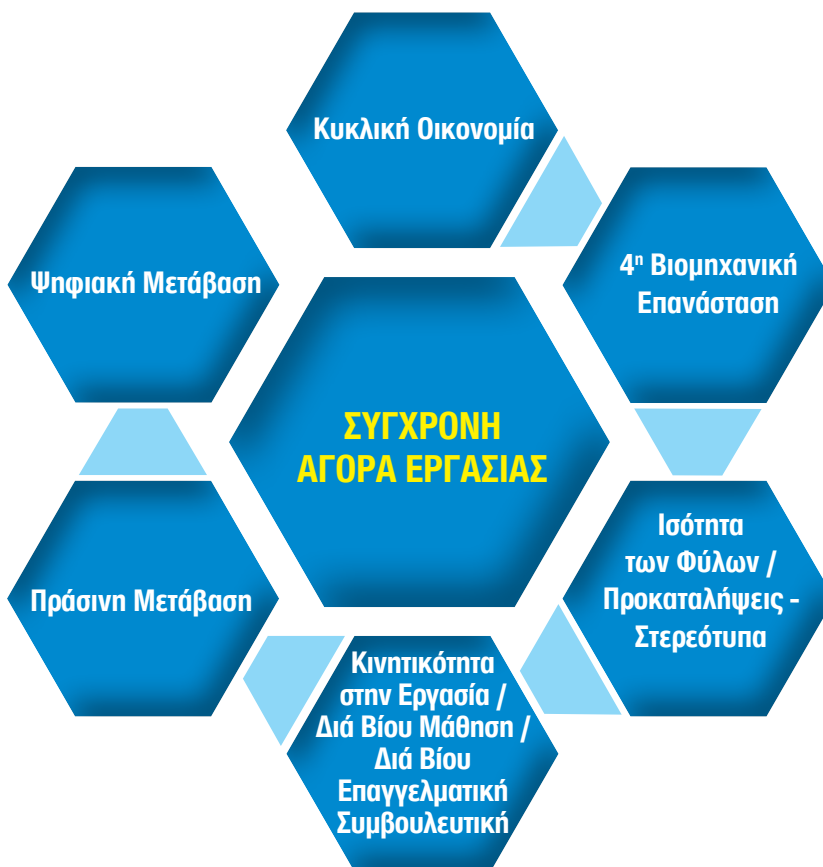 Κυκλική Οικονομία
4η Βιομηχανική
Επανάσταση
Ψηφιακή Μετάβαση
ΣΥΓΧΡΟΝΗ
ΑΓΟΡΑ ΕΡΓΑΣΙΑΣ
Ισότητα
των Φύλων /
Προκαταλήψεις -
Στερεότυπα
Πράσινη Μετάβαση
Κινητικότητα
στην Εργασία /
Διά Βίου Μάθηση /
Διά Βίου
Επαγγελματική
Συμβουλευτική